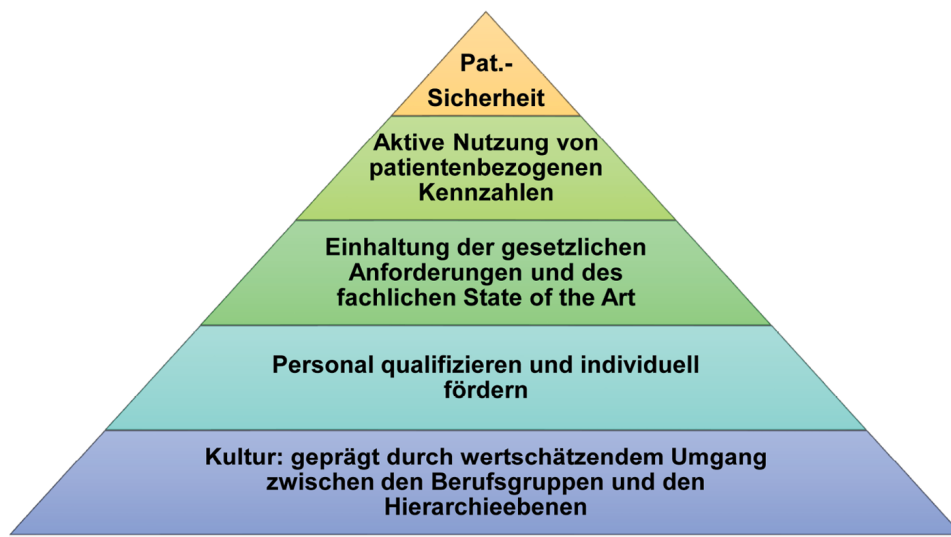 Pat.-
Sicherheit
Aktive Nutzung von
patientenbezogenen
Kennzahlen
Einhaltung der gesetzlichen
Anforderungen und des
fachlichen State of the Art
Personal qualifizieren und individuell
fördern
Kultur: geprägt durch wertschätzendem Umgang
zwischen den Berufsgruppen und den
Hierarchieebenen